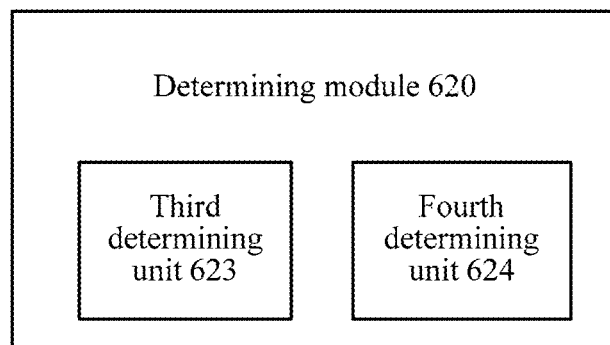 Determining module 620
Third
determining
unit 623
Fourth
determining
unit 624